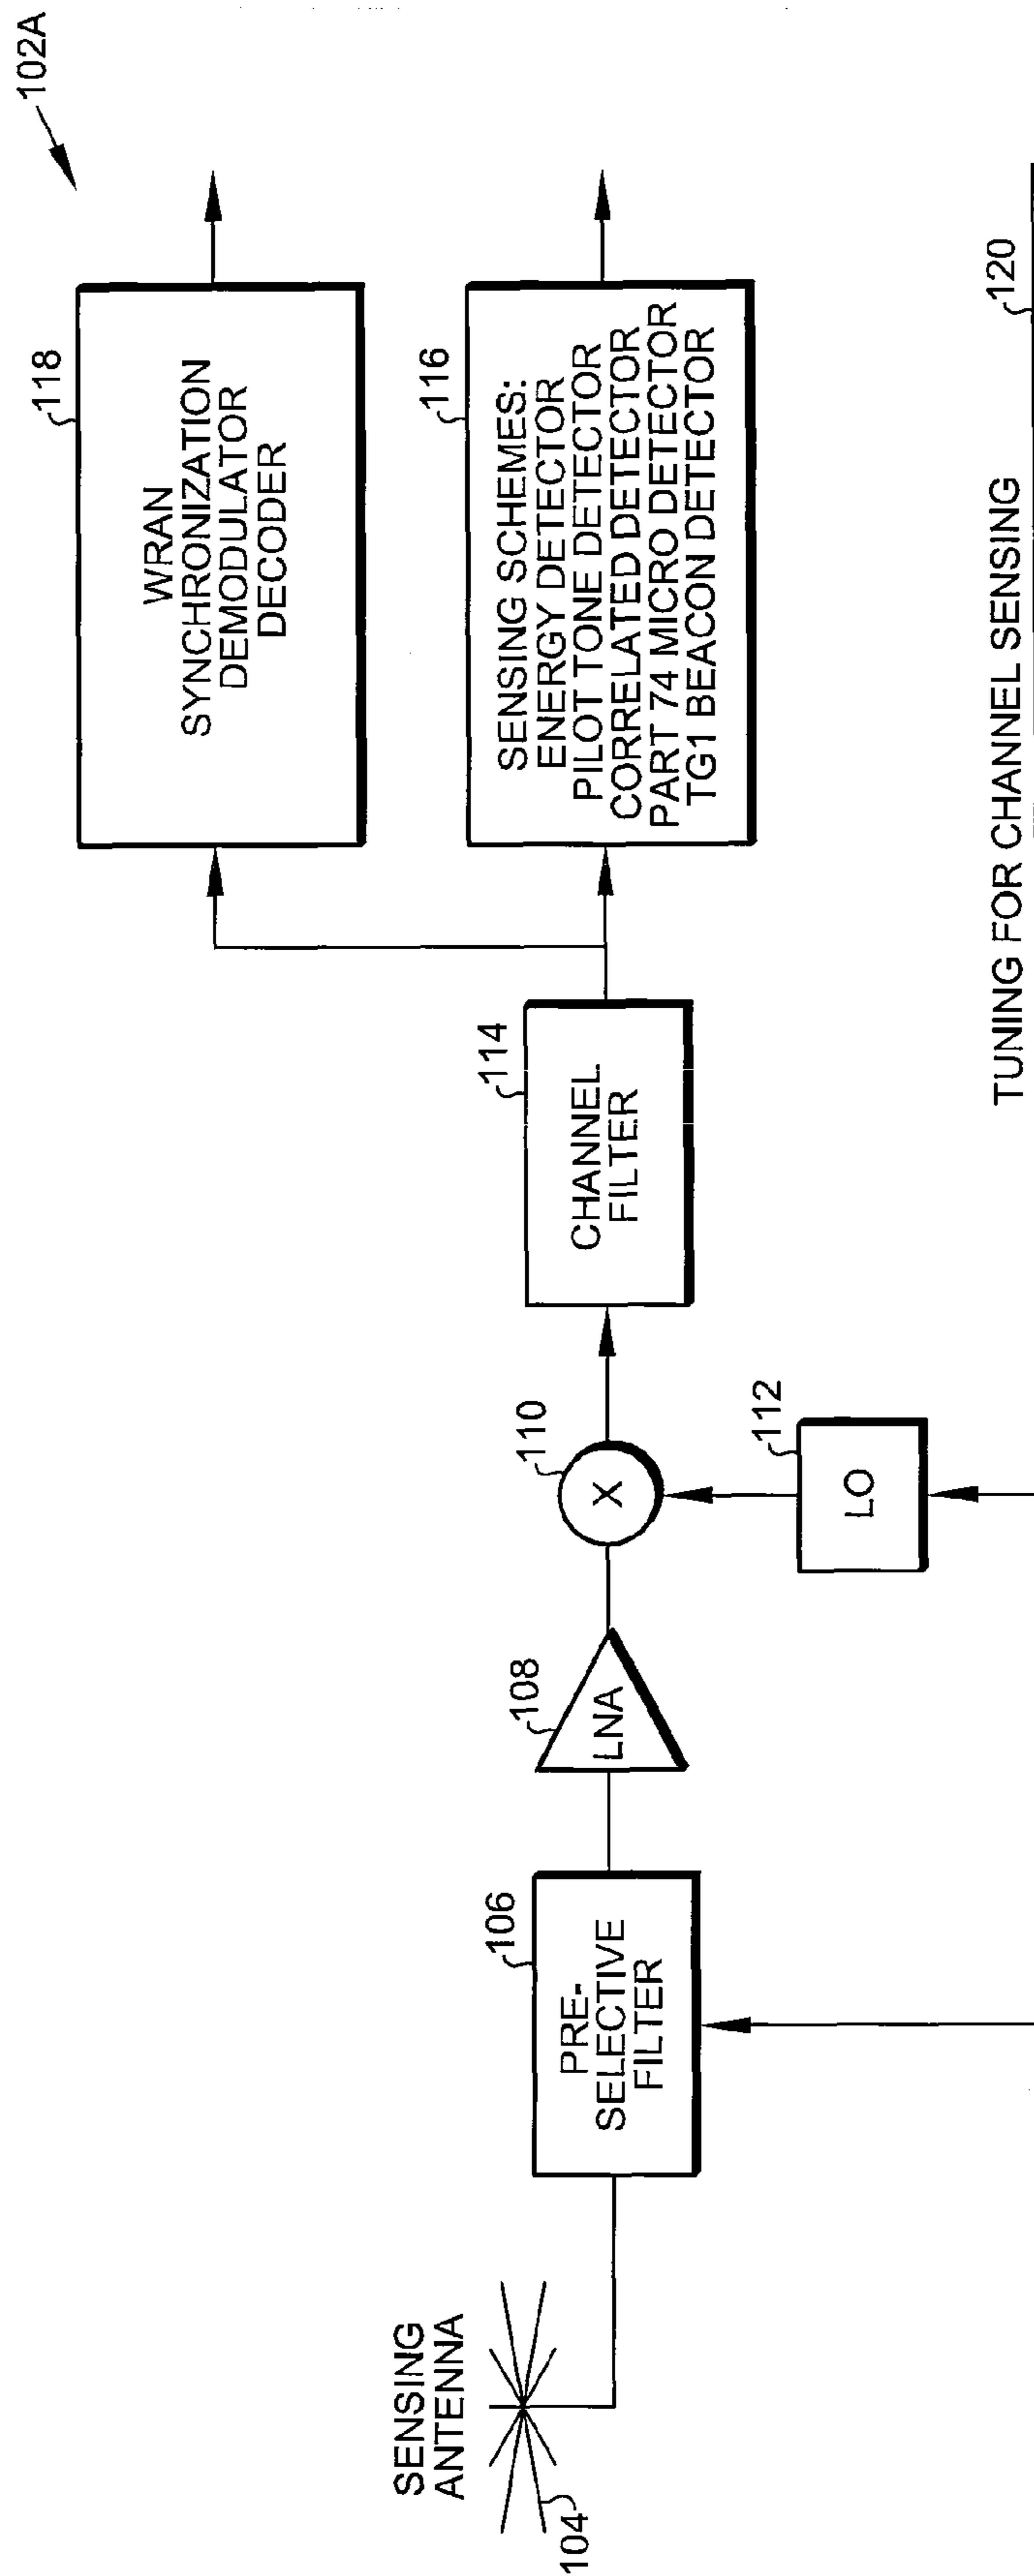 102A
118
WRAN
SYNCHRONIZATION
DEMODULATOR
DECODER
116
SENSING SCHEMES:
ENERGY DETECTOR
PILOT TONE DETECTOR
CORRELATED DETECTOR
PART 74 MICRO DETECTOR
TG1 BEACON DETECTOR
SENSING
ANTENNA
104
106
PRE-
SELECTIVE
FILTER
108
LNA
110
X
114
CHANNEL
FILTER
112
LO
TUNING FOR CHANNEL SENSING
120